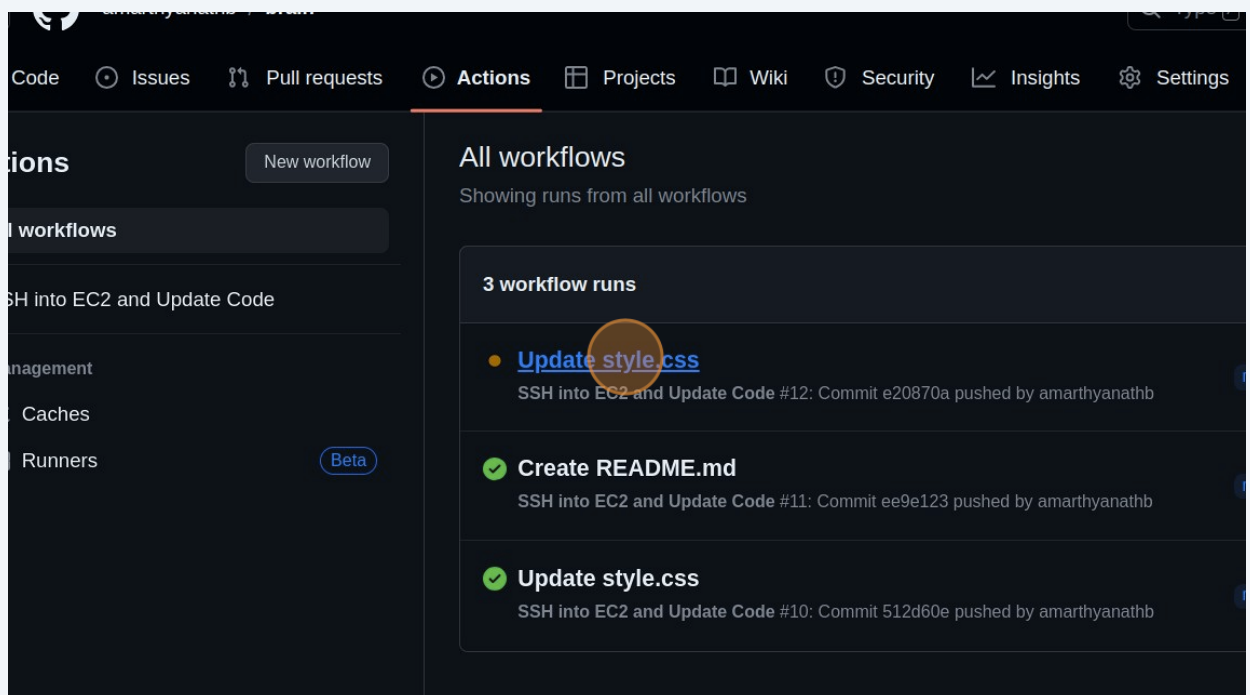 Code Issues Pull requests Actions Projects Wiki Security Insights Settings
tions New workflow
All workflows
Showing runs from all workflows
l workflows
3 workflow runs
SH into EC2 and Update Code
Update style.css
SSH into EC2 and Update Code #12: Commit e20870a pushed by amarthyanathb
anagement
Caches
Runners Beta
Create README.md
SSH into EC2 and Update Code #11: Commit ee9e123 pushed by amarthyanathb
Update style.css
SSH into EC2 and Update Code #10: Commit 512d60e pushed by amarthyanathb